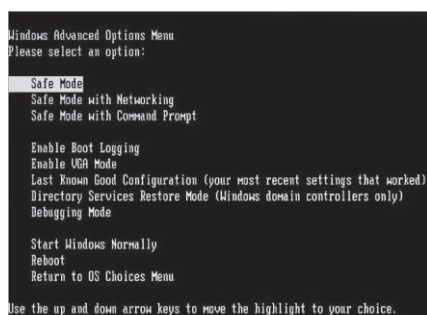 Windows Advanced Options Menu
Please select an option:
Safe Mode
Safe Mode with Networking
Safe Mode with Command Prompt
Enable Boot Logging
Enable VGA Mode
Last Known Good Configuration (your most recent settings that worked)
Directory Services Restore Mode (Windows domain controllers only)
Debugging Mode
Start Windows Normally
Reboot
Return to OS Choices Menu
Use the up and down arrow keys to move the highlight to your choice.